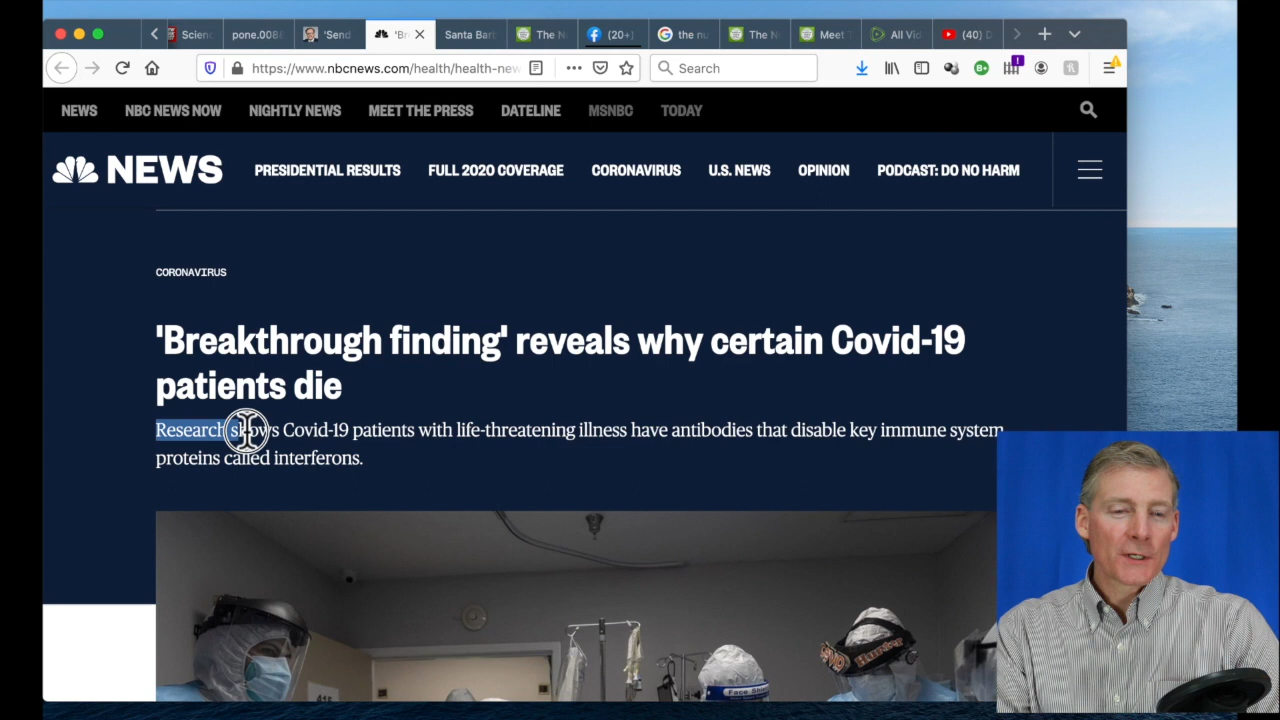 Scienc pone.008 'Send 'Br Santa Bar The N (20+) the nu The N Meet All Vid (40) D
https://www.nbcnews.com/health/health-new Search
NEWS NBC NEWS NOW NIGHTLY NEWS MEET THE PRESS DATELINE MSNBC TODAY
NEWS PRESIDENTIAL RESULTS FULL 2020 COVERAGE CORONAVIRUS U.S. NEWS OPINION PODCAST: DO NO HARM
CORONAVIRUS
'Breakthrough finding' reveals why certain Covid-19
patients die
Research shows Covid-19 patients with life-threatening illness have antibodies that disable key immune system
proteins called interferons.
Face Shield